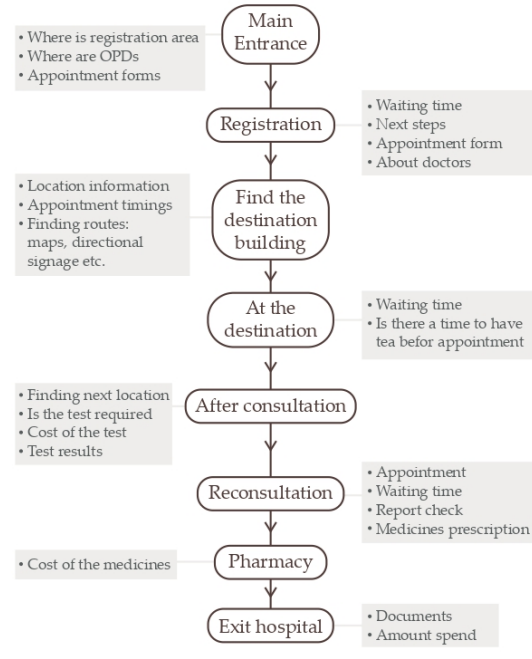 Main
Entrance
• Where is registration area
• Where are OPDs
• Appointment forms
Registration
• Waiting time
• Next steps
• Appointment form
• About doctors
Find the
destination
building
• Location information
• Appointment timings
• Finding routes:
maps, directional
signage etc.
At the
destination
• Waiting time
• Is there a time to have
tea befor appointment
After consultation
• Finding next location
• Is the test required
• Cost of the test
• Test results
Reconsultation
• Appointment
• Waiting time
• Report check
• Medicines prescription
Pharmacy
• Cost of the medicines
Exit hospital
• Documents
• Amount spend